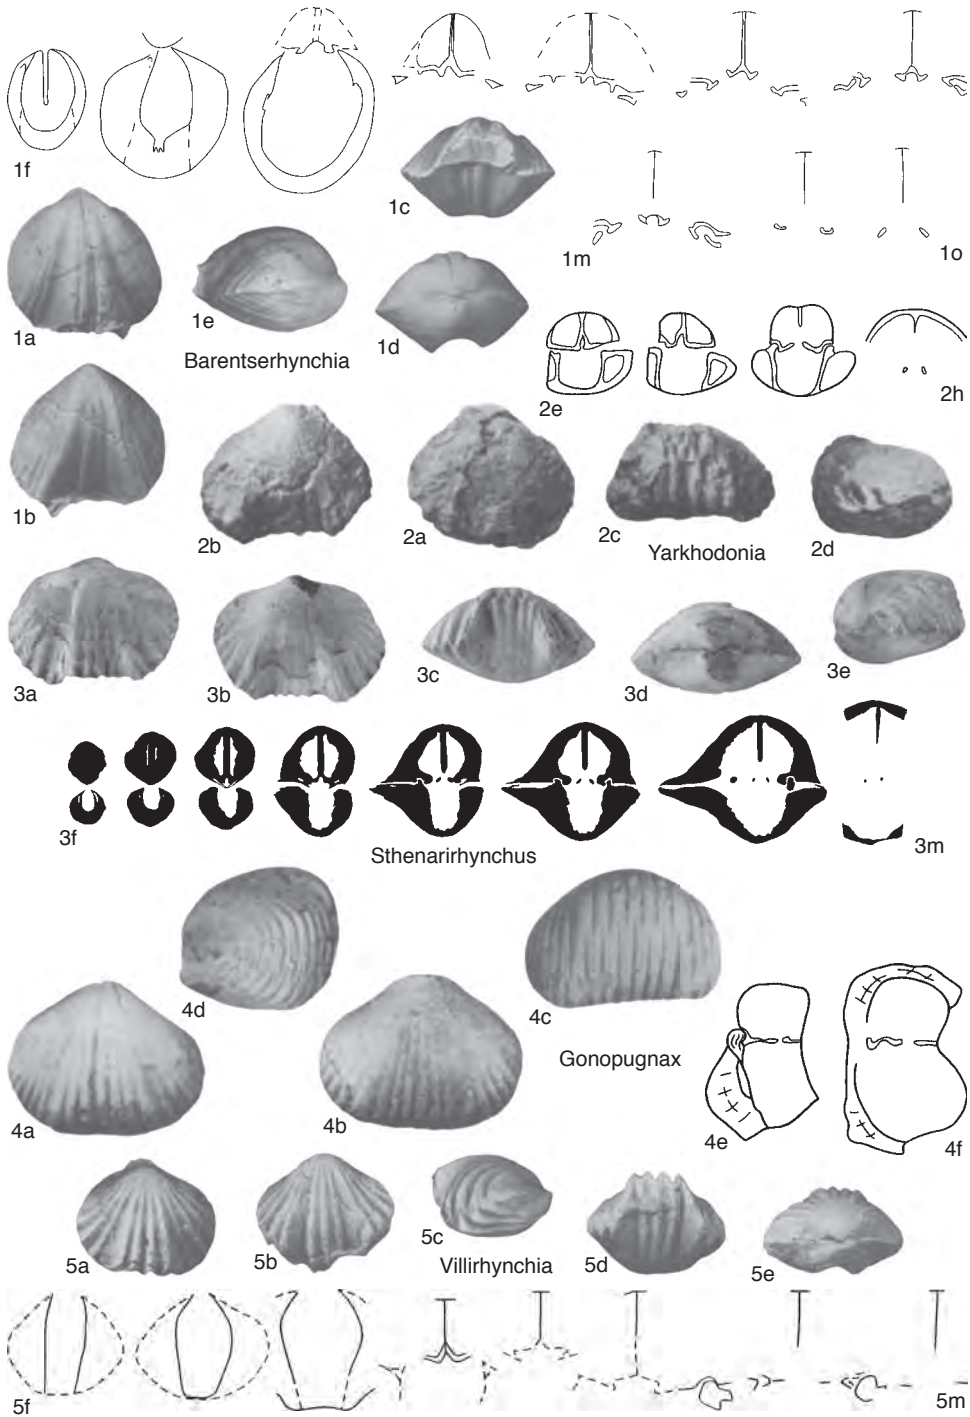 1f
1c
1m
1o
1a
1e
1d
Barentserhynchia
2e
2h
1b
2b
2a
2c
2d
Yarkhodonia
3a
3b
3c
3d
3e
3f
3m
Sthenarirhynchus
4d
4c
4a
4b
Gonopugnax
4e
4f
5a
5b
5c
5d
5e
Villirhynchia
5f
5m